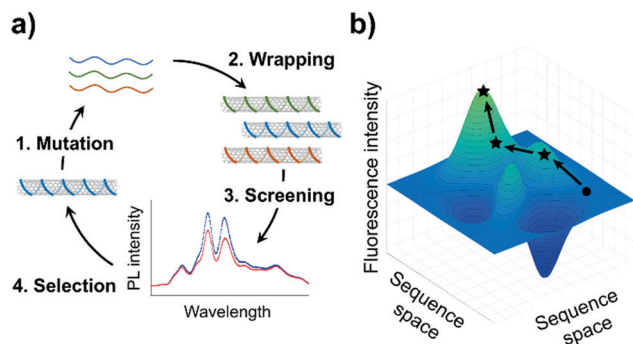 a)
2. Wrapping
1. Mutation
3. Screening
4. Selection
PL intensity
Wavelength
b)
Fluorescence intensity
Sequence
space
Sequence
space